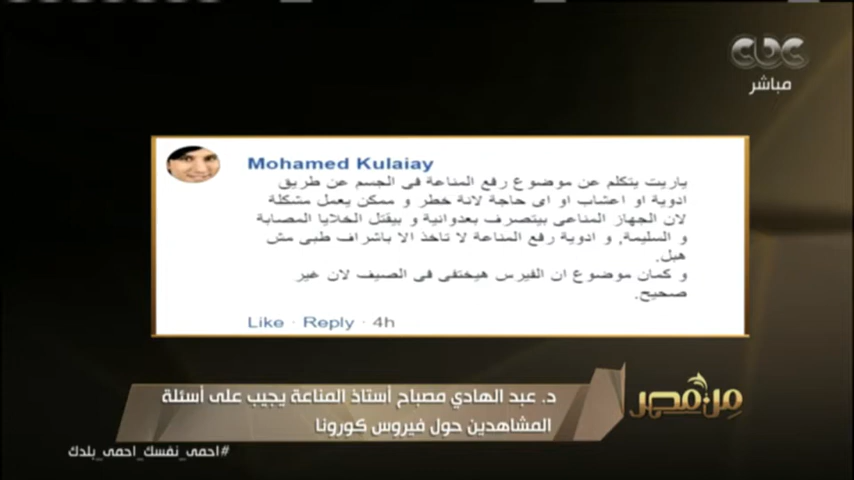 cbc
مباشر
Mohamed Kulaiay
ياريت يتكلم عن موضوع رفع المناعة فى الجسم عن طريق
ادوية او اعشاب او اى حاجة لانة خطر و ممكن يعمل مشكلة
لان الجهاز المناعى بيتصرف بعدوانية و بيقتل الخلايا المصابة
و السليمة, و ادوية رفع المناعة لا تاخذ الا باشراف طبى مش
هبل.
و كمان موضوع ان الفيرس هيختفى فى الصيف لان غير
صحيح.
Like · Reply · 4h
من مصر
د. عبد الهادي مصباح أستاذ المناعة يجيب على أسئلة
المشاهدين حول فيروس كورونا
#احمى_نفسك_احمى_بلدك